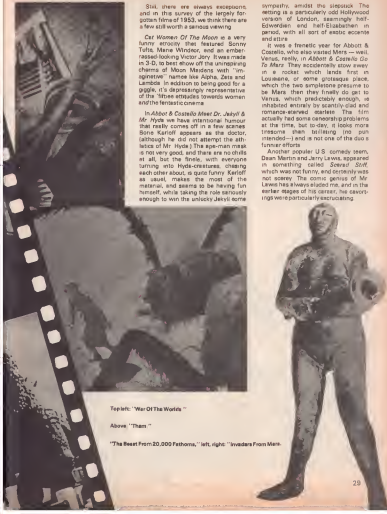 Still, there are always exceptions,
and in this survey of the largely for-
gotten films of 1953, we think there are
a few still worth a serious viewing.
Cat Women Of The Moon is a very
funny atrocity that featured Sonny
Tufts, Marie Windsor, and an embar-
rassed-looking Victor Jory. It was made
in 3-D, to best show off the uninspiring
charms of Moon Maidens with "im-
aginative" names like Alpha, Zeta and
Lambda. In addition to being good for a
giggle, it's depressingly representative
of the 'fifties attitudes towards women
and the fantastic cinema.
In Abbott & Costello Meet Dr. Jekyll &
Mr. Hyde we have intentional humour
that really comes off in a few scenes.
Boris Karloff appears as the doctor,
(although he did not attempt the ath-
letics of Mr. Hyde.) The ape-man mask
is not very good, and there are no chills
at all, but the finale, with everyone
turning into Hyde-creatures, chasing
each other about, is quite funny. Karloff
as usual, makes the most of the
material, and seems to be having fun
himself, while taking the role seriously
enough to win the unlucky Jekyll some
sympathy, amidst the slapstick. The
setting is a particularly odd Hollywood
version of London, seemingly half-
Edwardian and half-Elizabethan in
period, with all sort of exotic accents
and attire.
It was a frenetic year for Abbott &
Costello, who also visited Mars — well,
Venus, really, in Abbott & Costello Go
To Mars. They accidentally stow away
in a rocket which lands first in
Louisiana, or some grotesque place,
which the two simpletons presume to
be Mars, then they finally do get to
Venus, which predictably enough, is
inhabited entirely by scantily-clad and
romance-starved starlets. The film
actually had some censorship problems
at the time, but to-day, it looks more
tiresome than titillating (no pun
intended—) and is not one of the duo's
funnier efforts.
Another popular U.S. comedy team,
Dean Martin and Jerry Lewis, appeared
in something called Scared Stiff,
which was not funny, and certainly was
not scarey. The comic genius of Mr
Lewis has always eluded me, and in the
earlier stages of his career, his cavort-
ings were particularly excruciating.
Top left: "War Of The Worlds."
Above, "Them."
"The Beast From 20,000 Fathoms," left, right: "Invaders From Mars.
29